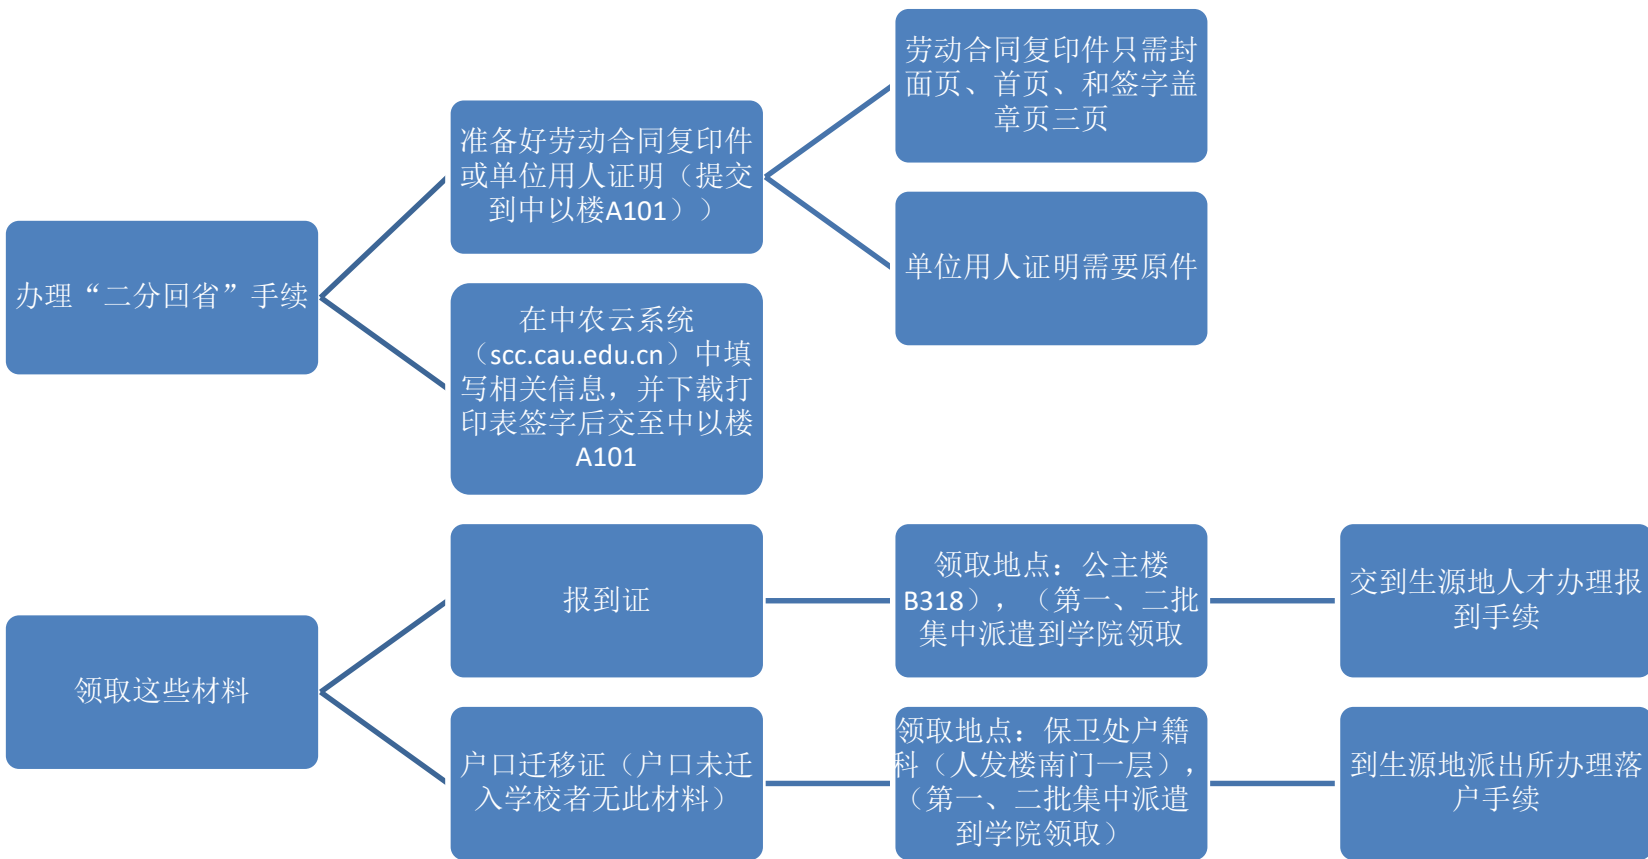 办理“二分回省”手续
准备好劳动合同复印件
或单位用人证明（提交
到中以楼A101））
劳动合同复印件只需封
面页、首页、和签字盖
章页三页
单位用人证明需要原件
在中农云系统
（scc.cau.edu.cn）中填
写相关信息，并下载打
印表签字后交至中以楼
A101
领取这些材料
报到证
领取地点：公主楼
B318），（第一、二批
集中派遣到学院领取
交到生源地人才办理报
到手续
户口迁移证（户口未迁
入学校者无此材料）
领取地点：保卫处户籍
科（人发楼南门一层），
（第一、二批集中派遣
到学院领取）
到生源地派出所办理落
户手续